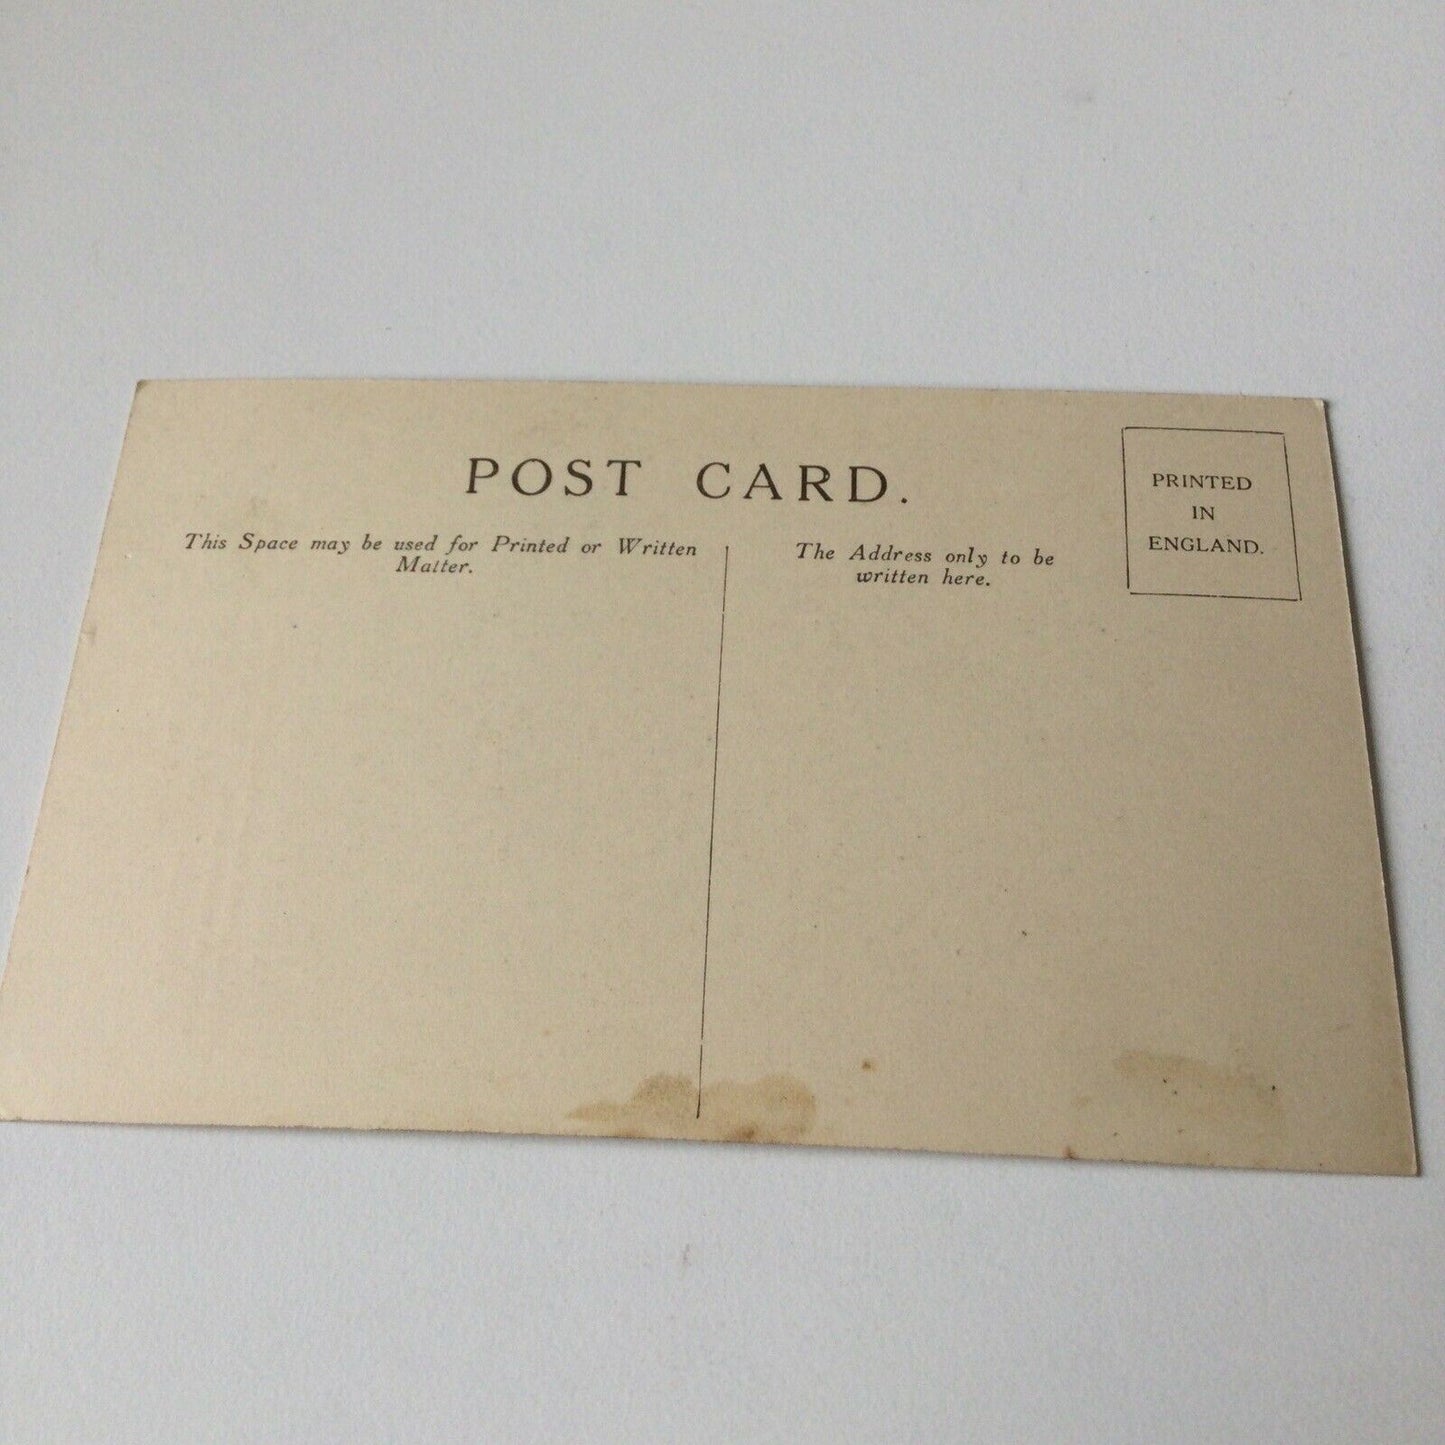 POST CARD.
This Space may be used for Printed or Written
Matter.
The Address only to be
written here.
PRINTED
IN
ENGLAND.